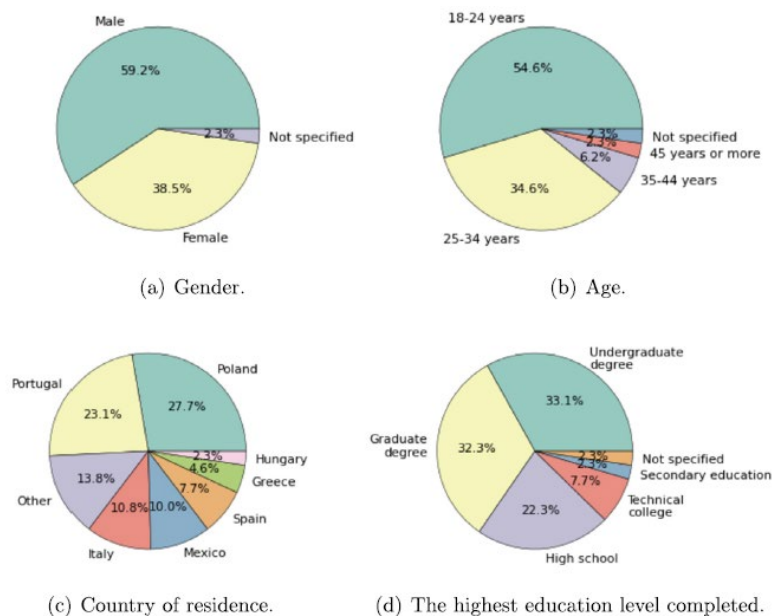 Male
59.2%
2.3%
Not specified
38.5%
Female
(a) Gender.
18-24 years
54.6%
2.3%
Not specified
2.3%
45 years or more
6.2%
35-44 years
34.6%
25-34 years
(b) Age.
Poland
Portugal
27.7%
23.1%
2.3%
Hungary
4.6%
Greece
13.8%
7.7%
Other
10.8%
10.0%
Spain
Italy
Mexico
(c) Country of residence.
Undergraduate
degree
33.1%
Graduate
degree
32.3%
2.3%
Not specified
2.3%
Secondary education
7.7%
Technical
college
22.3%
High school
(d) The highest education level completed.